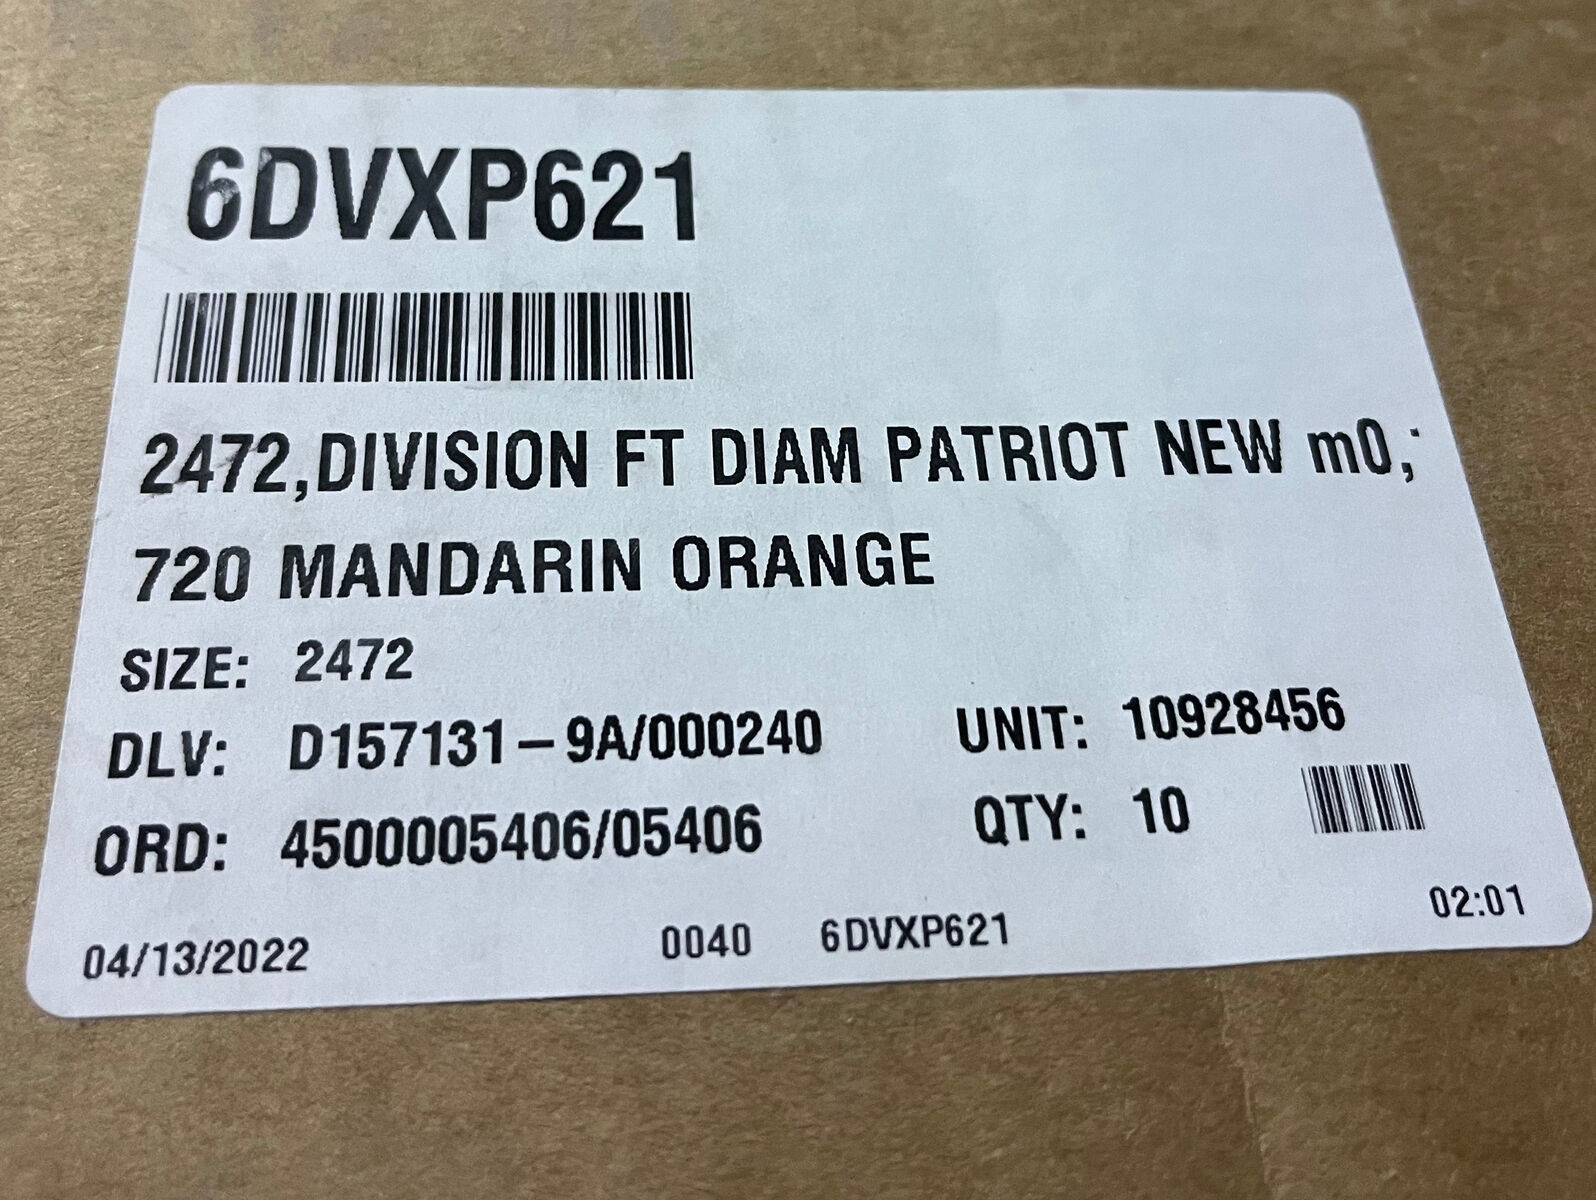 6DVXP621
2472,DIVISION FT DIAM PATRIOT NEW m0,;
720 MANDARIN ORANGE
SIZE: 2472
DLV: D157131-9A/000240 UNIT: 10928456
ORD: 4500005406/05406 QTY: 10
04/13/2022 0040 6DVXP621 02:01